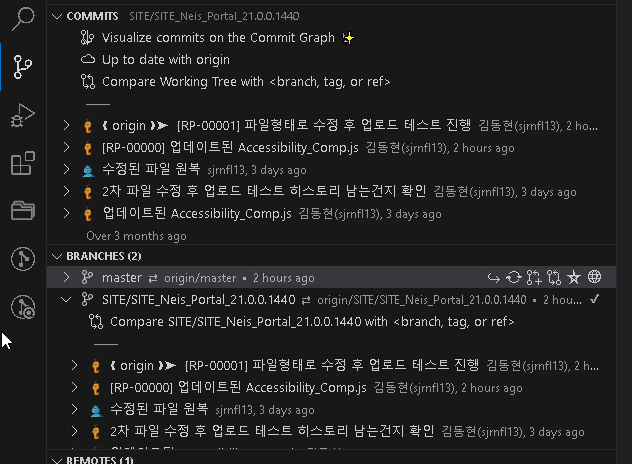 COMMITS SITE/SITE_Neis_Portal_21.0.0.1440
Visualize commits on the Commit Graph ✨
Up to date with origin
Compare Working Tree with <branch, tag, or ref>
❰ origin ❱➤ [RP-00001] 파일형태로 수정 후 업로드 테스트 진행 김동현(sjrnfl13), 2 ho...
[RP-00000] 업데이트된 Accessibility_Comp.js 김동현(sjrnfl13), 2 hours ago
수정된 파일 원복 sjrnfl13, 3 days ago
2차 파일 수정 후 업로드 테스트 히스토리 남는건지 확인 김동현(sjrnfl13), 3 days ago
업데이트된 Accessibility_Comp.js 김동현(sjrnfl13), 3 days ago
Over 3 months ago
BRANCHES (2)
master ⇄ origin/master • 2 hours ago
SITE/SITE_Neis_Portal_21.0.0.1440 ⇄ origin/SITE/SITE_Neis_Portal_21.0.0.1440 • 2 hou... ✓
Compare SITE/SITE_Neis_Portal_21.0.0.1440 with <branch, tag, or ref>
❰ origin ❱➤ [RP-00001] 파일형태로 수정 후 업로드 테스트 진행 김동현(sjrnfl13), 2 h...
[RP-00000] 업데이트된 Accessibility_Comp.js 김동현(sjrnfl13), 2 hours ago
수정된 파일 원복 sjrnfl13, 3 days ago
2차 파일 수정 후 업로드 테스트 히스토리 남는건지 확인 김동현(sjrnfl13), 3 days ago
REMOTES (1)